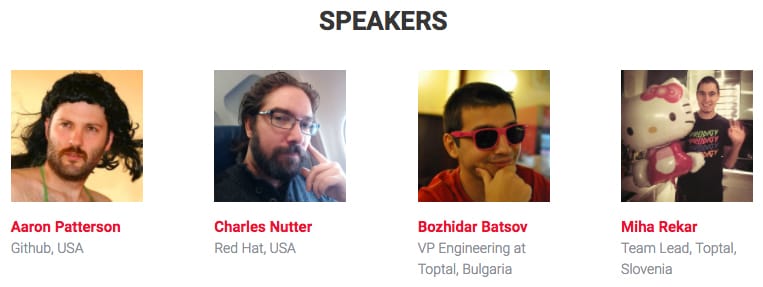 SPEAKERS
Aaron Patterson
Github, USA
Charles Nutter
Red Hat, USA
Bozhidar Batsov
VP Engineering at
Toptal, Bulgaria
Miha Rekar
Team Lead, Toptal,
Slovenia